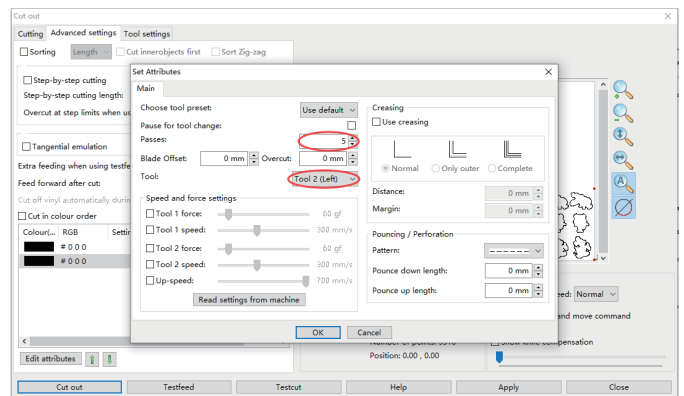 Cut out
Cutting Advanced settings Tool settings
Sorting Length Cut innerobjects first Sort Zig-zag
Step-by-step cutting
Step-by-step cutting length:
Overcut at step limits when us
Tangential emulation
Extra feeding when using testfe
Feed forward after cut:
Cut off vinyl automatically durin
Cut in colour order
Colour(... RGB Settir
# 0 0 0
# 0 0 0
Edit attributes
Set Attributes
Main
Choose tool preset: Use default
Pause for tool change:
Passes: 5
Blade Offset: 0 mm Overcut: 0 mm
Tool: Tool 2 (Left)
Speed and force settings
Tool 1 force: 60 gf
Tool 1 speed: 300 mm/s
Tool 2 force: 60 gf
Tool 2 speed: 300 mm/s
Up-speed: 700 mm/s
Read settings from machine
Creasing
Use creasing
Normal Only outer Complete
Distance: 0 mm
Margin: 0 mm
Pouncing / Perforation
Pattern:
Pounce down length: 0 mm
Pounce up length: 0 mm
OK Cancel
eed: Normal
and move command
Position: 0.00 , 0.00
Cut out Testfeed Testcut Help Apply Close